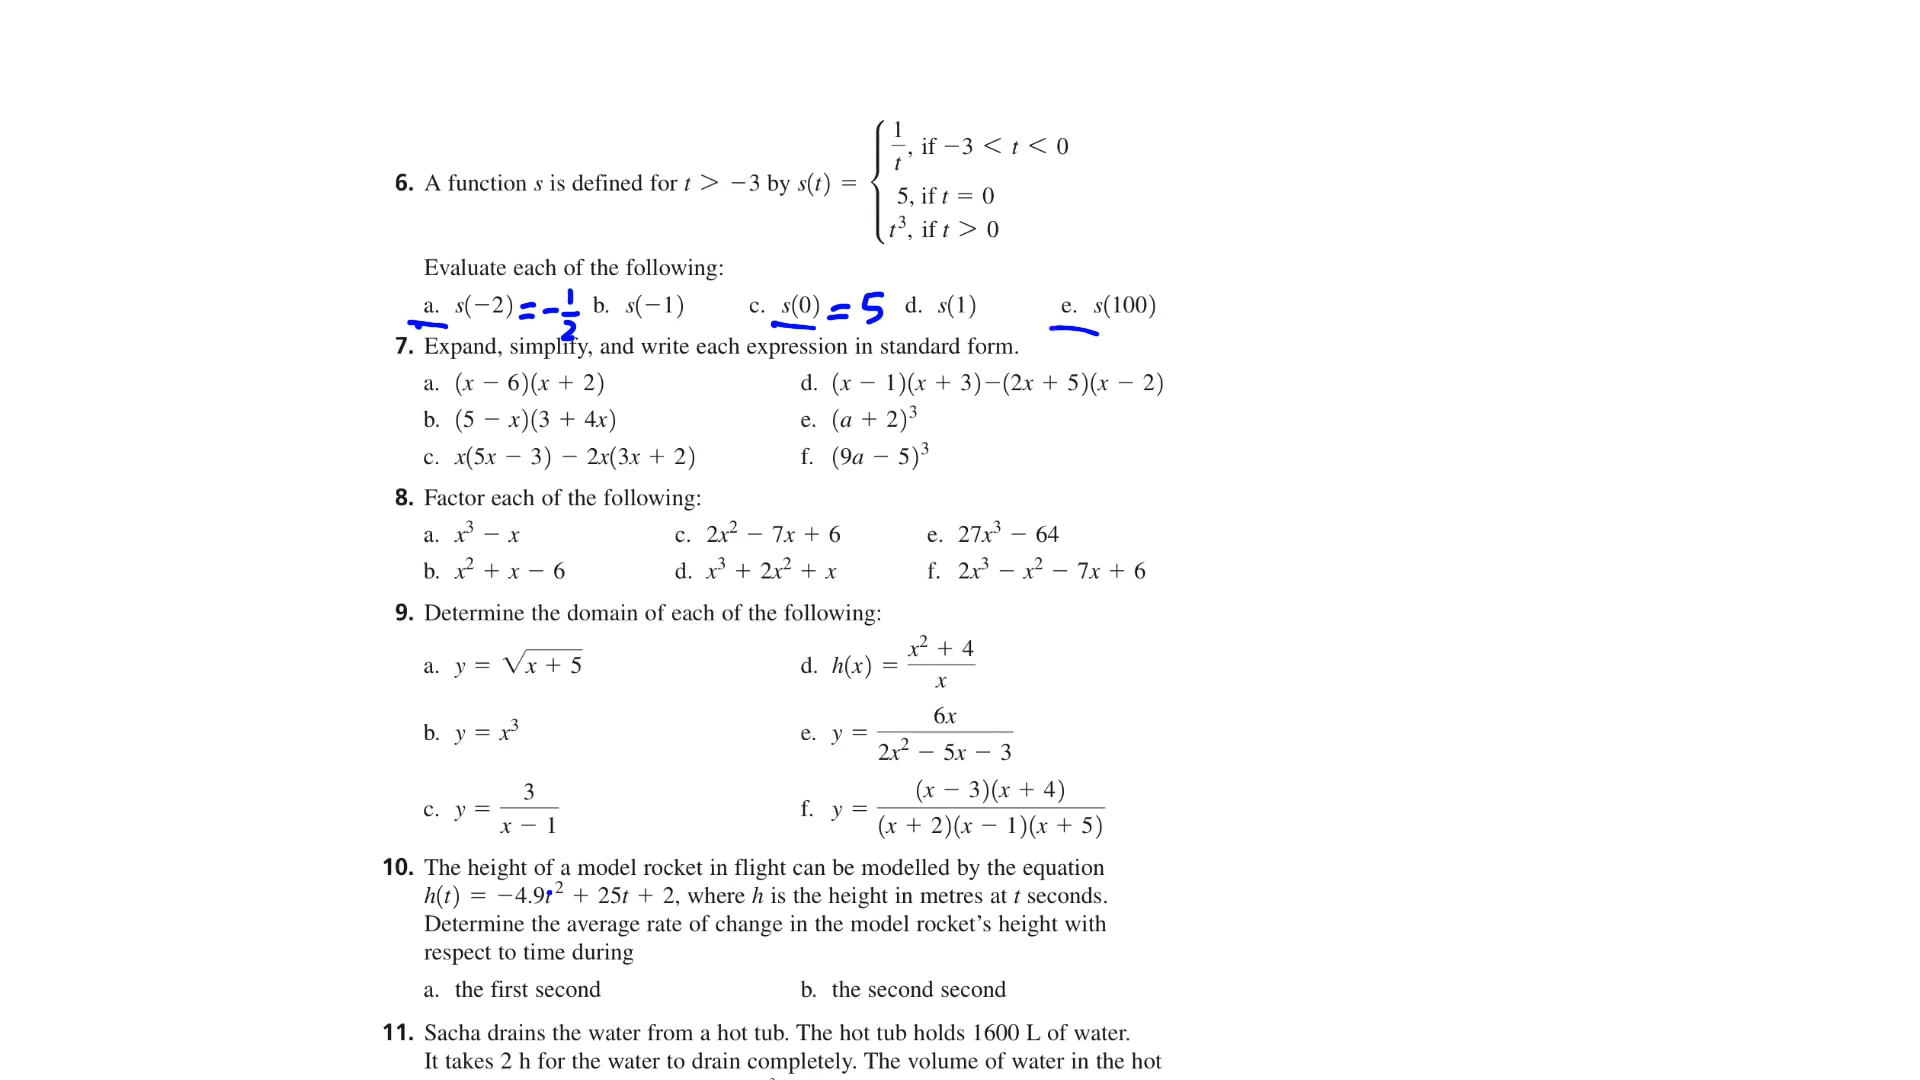 6. A function s is defined for t > −3 by s(t) = { 1/t, if −3 < t < 0
5, if t = 0
t³, if t > 0
Evaluate each of the following:
a. s(−2) = −1/2 b. s(−1) c. s(0) = 5 d. s(1) e. s(100)
7. Expand, simplify, and write each expression in standard form.
a. (x − 6)(x + 2) d. (x − 1)(x + 3)−(2x + 5)(x − 2)
b. (5 − x)(3 + 4x) e. (a + 2)³
c. x(5x − 3) − 2x(3x + 2) f. (9a − 5)³
8. Factor each of the following:
a. x³ − x c. 2x² − 7x + 6 e. 27x³ − 64
b. x² + x − 6 d. x³ + 2x² + x f. 2x³ − x² − 7x + 6
9. Determine the domain of each of the following:
a. y = √(x + 5) d. h(x) = (x² + 4)/x
b. y = x³ e. y = 6x/(2x² − 5x − 3)
c. y = 3/(x − 1) f. y = (x − 3)(x + 4)/(x + 2)(x − 1)(x + 5)
10. The height of a model rocket in flight can be modelled by the equation
h(t) = −4.9t² + 25t + 2, where h is the height in metres at t seconds.
Determine the average rate of change in the model rocket’s height with
respect to time during
a. the first second b. the second second
11. Sacha drains the water from a hot tub. The hot tub holds 1600 L of water.
It takes 2 h for the water to drain completely. The volume of water in the hot